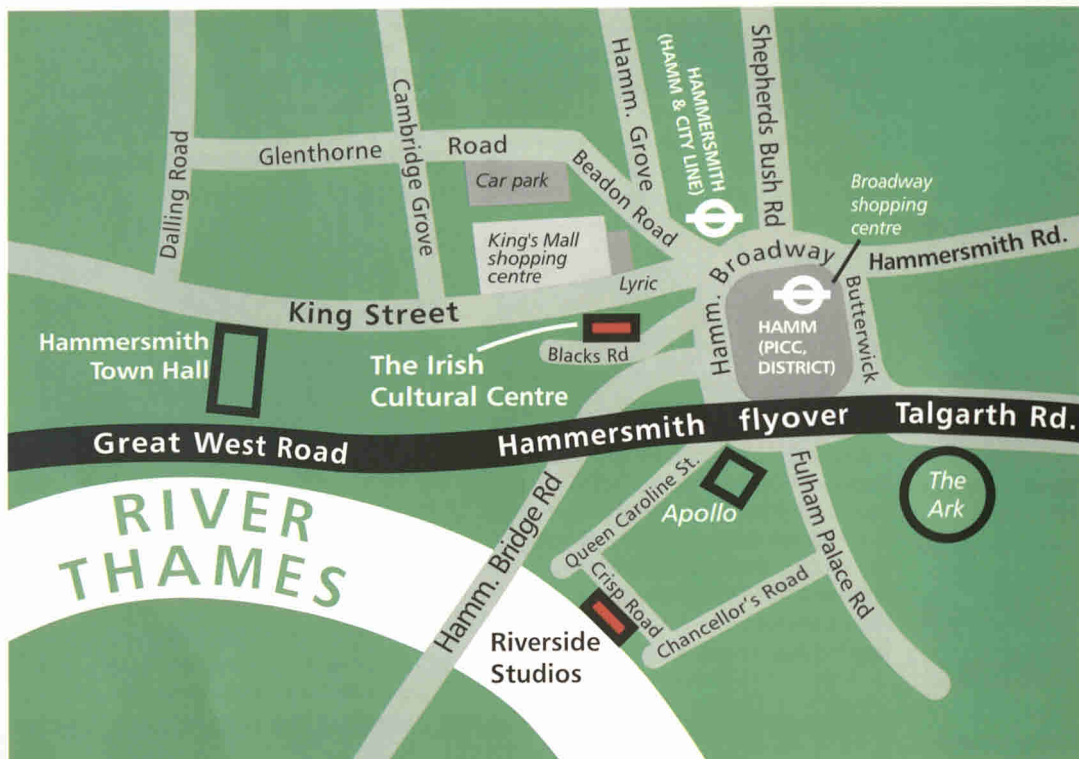 Dalling Road
Glenthorne Road
Cambridge Grove
Car park
Beadon Road
Hamm. Grove
HAMMERSMITH
(HAMM & CITY LINE)
Shepherds Bush Rd
Broadway
shopping
centre
Hammersmith Rd.
King's Mall
shopping
centre
Lyric
Hamm. Broadway
Butterwick
HAMM
(PICC,
DISTRICT)
King Street
Hammersmith
Town Hall
The Irish
Cultural Centre
Blacks Rd
Great West Road
Hammersmith flyover
Talgarth Rd.
RIVER
THAMES
Hamm. Bridge Rd
Queen Caroline St.
Apollo
Fulham Palace Rd
The
Ark
Crisp Road
Chancellor's Road
Riverside
Studios